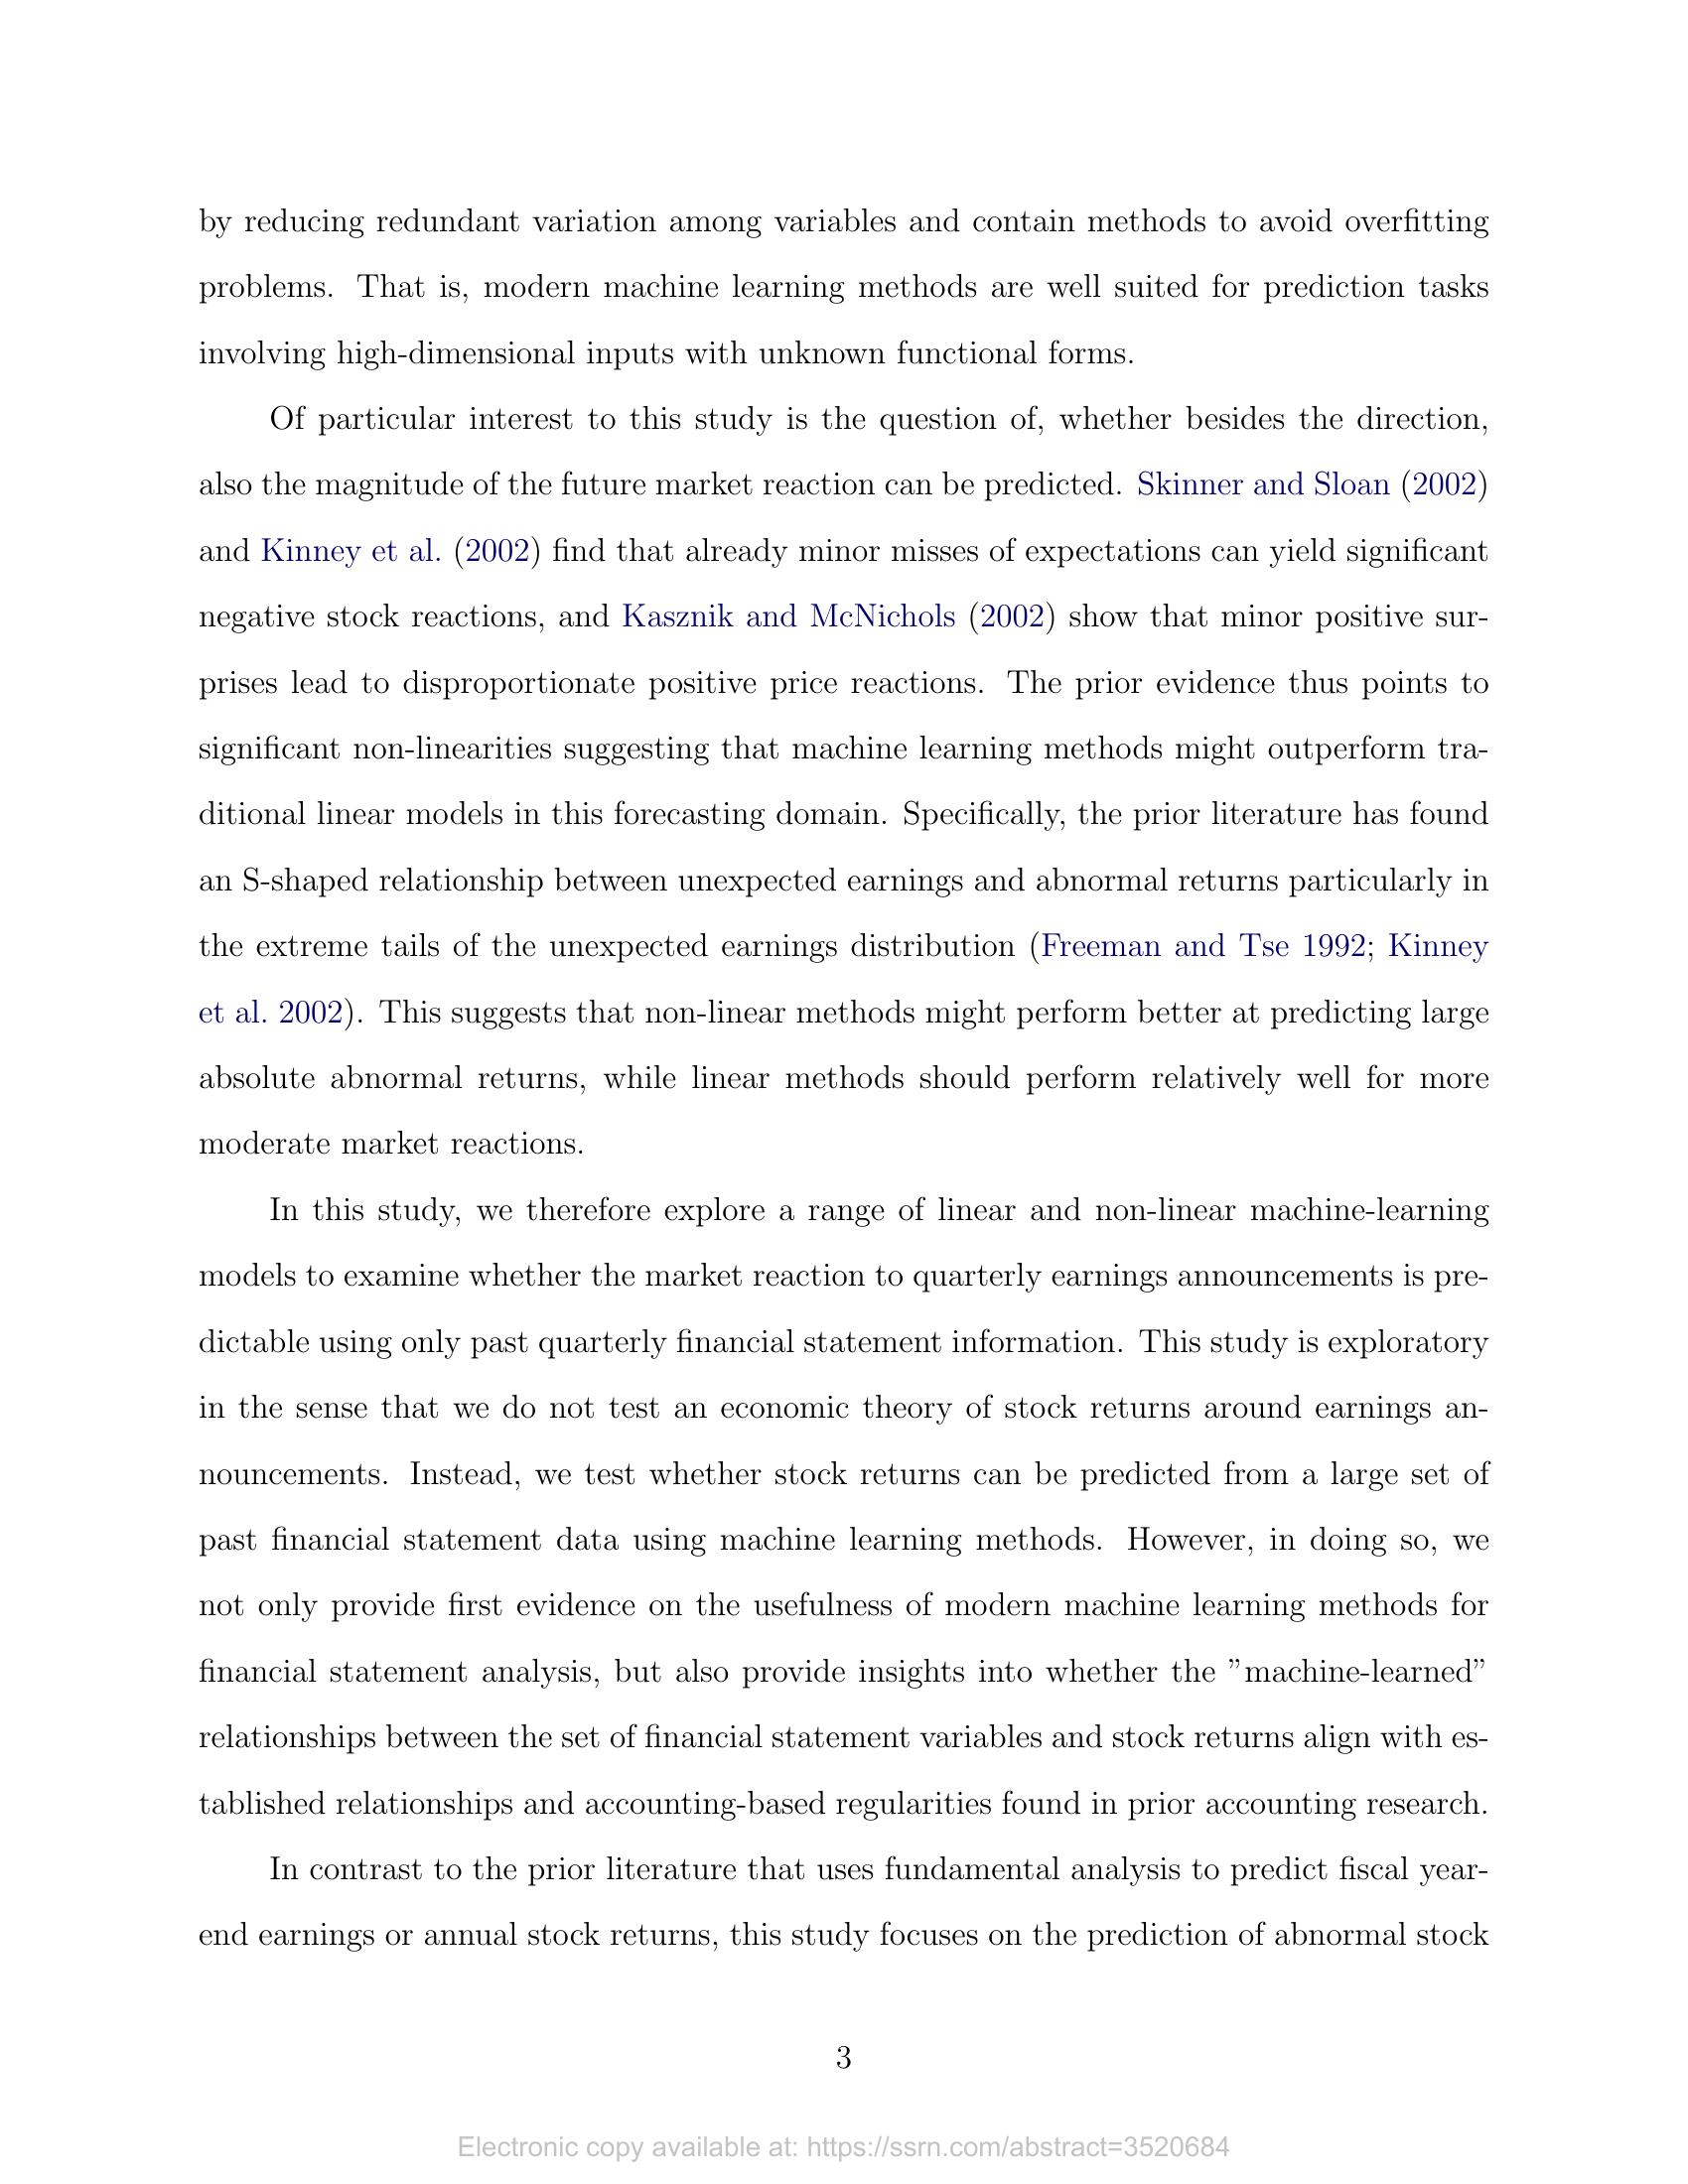 by reducing redundant variation among variables and contain methods to avoid overfitting
problems. That is, modern machine learning methods are well suited for prediction tasks
involving high-dimensional inputs with unknown functional forms.
Of particular interest to this study is the question of, whether besides the direction,
also the magnitude of the future market reaction can be predicted. Skinner and Sloan (2002)
and Kinney et al. (2002) find that already minor misses of expectations can yield significant
negative stock reactions, and Kasznik and McNichols (2002) show that minor positive sur-
prises lead to disproportionate positive price reactions. The prior evidence thus points to
significant non-linearities suggesting that machine learning methods might outperform tra-
ditional linear models in this forecasting domain. Specifically, the prior literature has found
an S-shaped relationship between unexpected earnings and abnormal returns particularly in
the extreme tails of the unexpected earnings distribution (Freeman and Tse 1992; Kinney
et al. 2002). This suggests that non-linear methods might perform better at predicting large
absolute abnormal returns, while linear methods should perform relatively well for more
moderate market reactions.
In this study, we therefore explore a range of linear and non-linear machine-learning
models to examine whether the market reaction to quarterly earnings announcements is pre-
dictable using only past quarterly financial statement information. This study is exploratory
in the sense that we do not test an economic theory of stock returns around earnings an-
nouncements. Instead, we test whether stock returns can be predicted from a large set of
past financial statement data using machine learning methods. However, in doing so, we
not only provide first evidence on the usefulness of modern machine learning methods for
financial statement analysis, but also provide insights into whether the ”machine-learned”
relationships between the set of financial statement variables and stock returns align with es-
tablished relationships and accounting-based regularities found in prior accounting research.
In contrast to the prior literature that uses fundamental analysis to predict fiscal year-
end earnings or annual stock returns, this study focuses on the prediction of abnormal stock
3
Electronic copy available at: https://ssrn.com/abstract=3520684